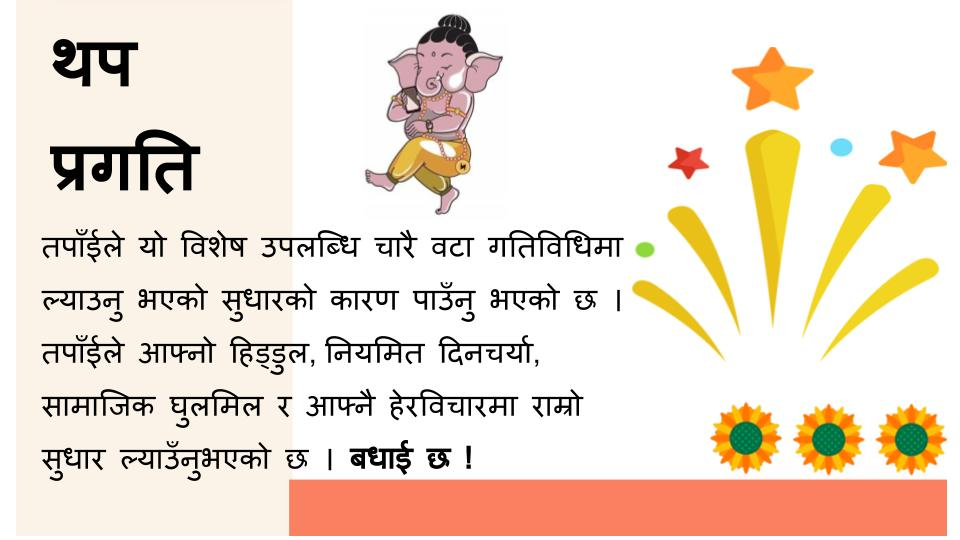 थप
प्रगति
तपाँईले यो विशेष उपलब्धि चारै वटा गतिविधिमा
ल्याउनु भएको सुधारको कारण पाउँनु भएको छ ।
तपाँईले आफ्नो हिड्डुल, नियमित दिनचर्या,
सामाजिक घुलमिल र आफ्नै हेरविचारमा राम्रो
सुधार ल्याउँनुभएको छ । बधाई छ !